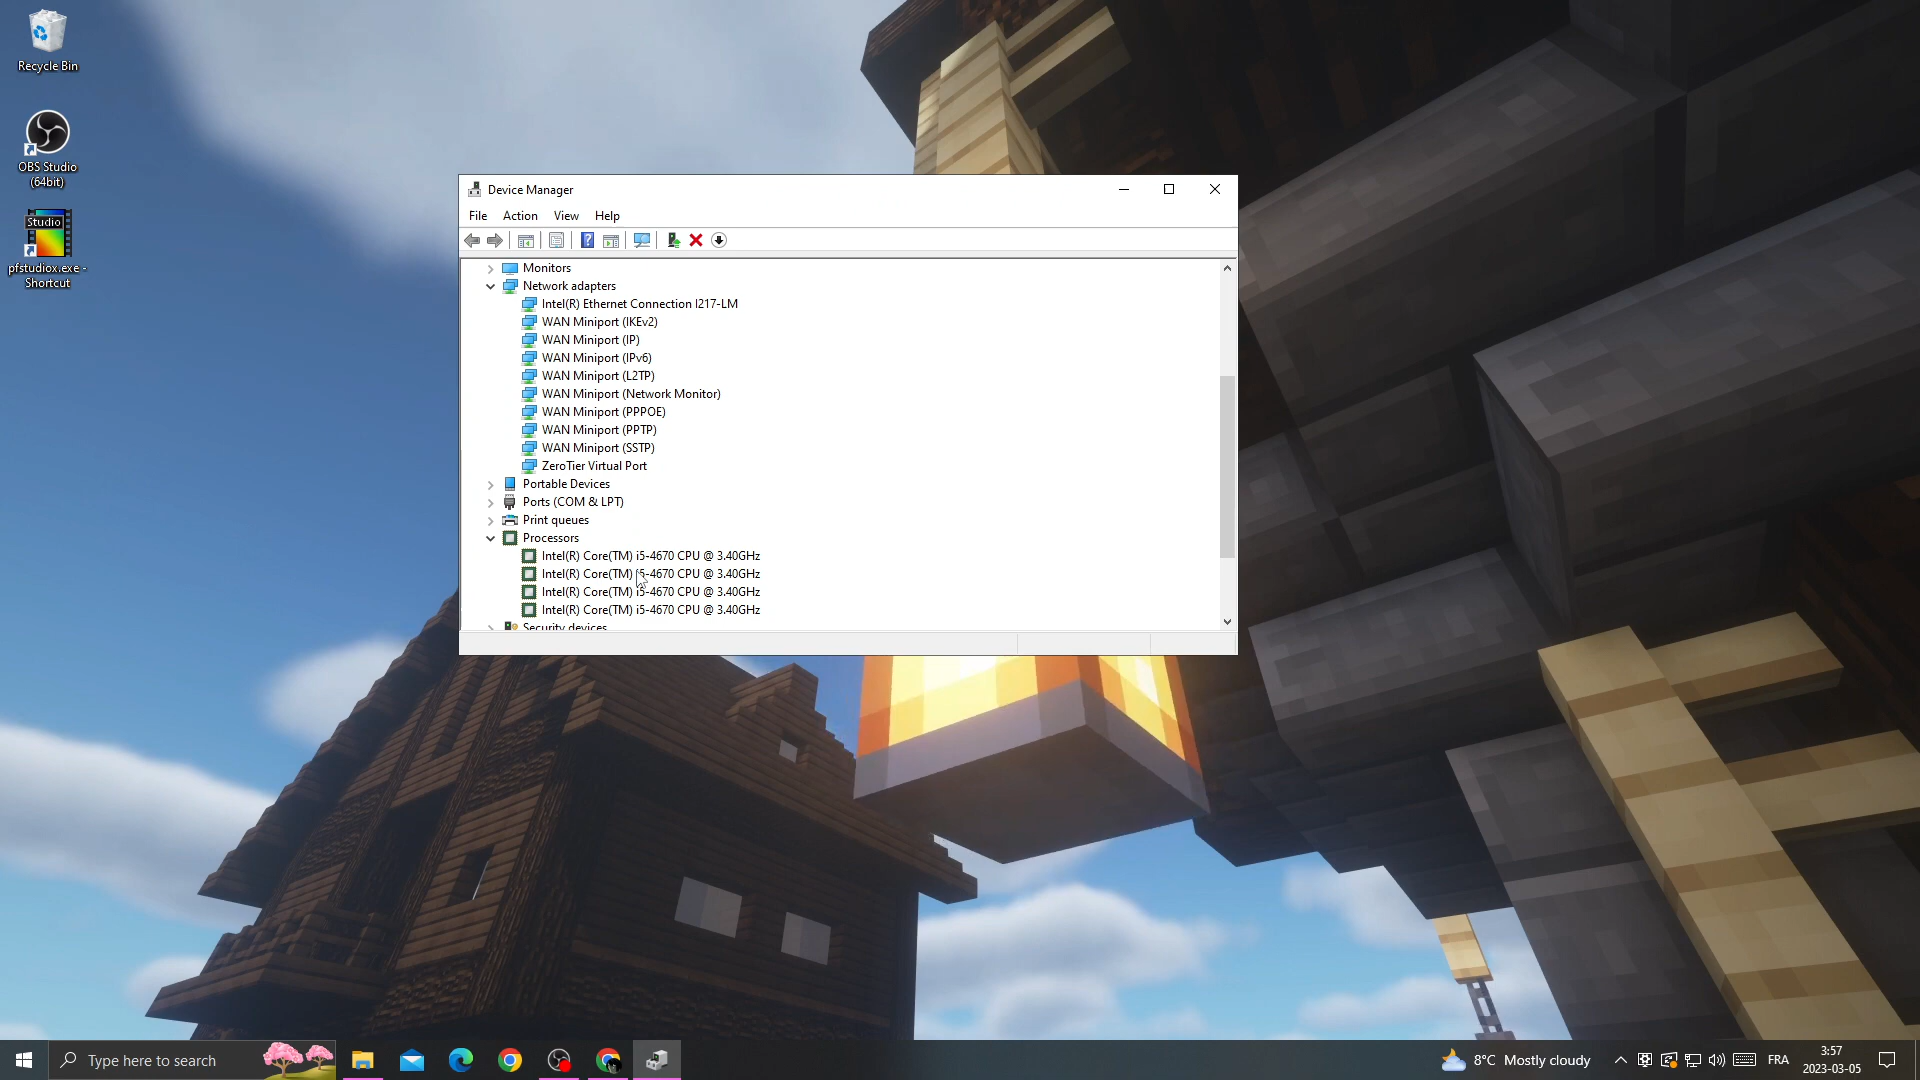 Recycle Bin
OBS Studio
(64bit)
Studio
pfstudiox.exe -
Shortcut
Device Manager
File Action View Help
Monitors
Network adapters
Intel(R) Ethernet Connection I217-LM
WAN Miniport (IKEv2)
WAN Miniport (IP)
WAN Miniport (IPv6)
WAN Miniport (L2TP)
WAN Miniport (Network Monitor)
WAN Miniport (PPPOE)
WAN Miniport (PPTP)
WAN Miniport (SSTP)
ZeroTier Virtual Port
Portable Devices
Ports (COM & LPT)
Print queues
Processors
Intel(R) Core(TM) i5-4670 CPU @ 3.40GHz
Intel(R) Core(TM) i5-4670 CPU @ 3.40GHz
Intel(R) Core(TM) i5-4670 CPU @ 3.40GHz
Intel(R) Core(TM) i5-4670 CPU @ 3.40GHz
Security devices
Type here to search
8°C Mostly cloudy
FRA
3:57
2023-03-05